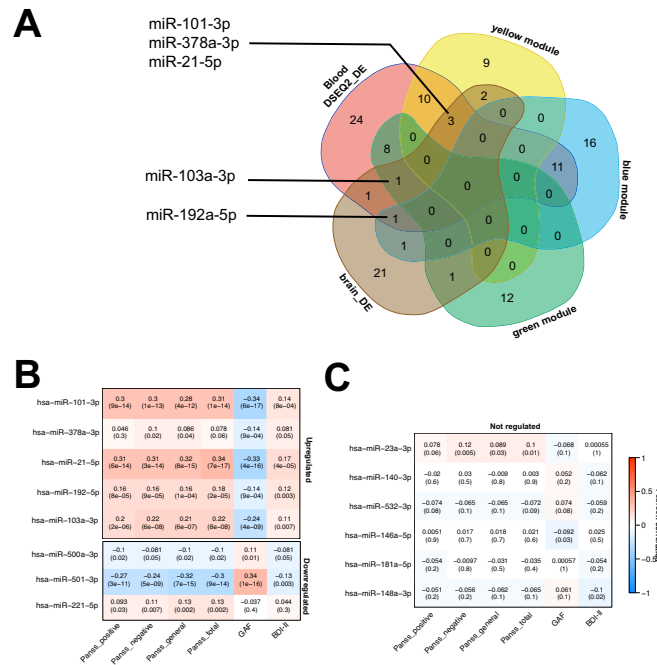 A
miR-101-3p
miR-378a-3p
miR-21-5p
miR-103a-3p
miR-192a-5p
Blood
DSEQ2_DE
yellow module
blue module
green module
brain_DE
9
10
2
24
3
0
0
16
8
0
0
0
11
0
1
0
0
1
0
0
1
0
0
0
1
0
0
21
1
0
12
B
hsa−miR−101−3p 0.3 0.3 0.28 0.31 −0.34 0.14
(9e−14) (1e−13) (4e−12) (1e−14) (6e−17) (8e−04)
hsa−miR−378a−3p 0.046 0.1 0.086 0.078 −0.14 0.081
(0.3) (0.02) (0.04) (0.06) (9e−04) (0.05)
hsa−miR−21−5p 0.31 0.31 0.32 0.34 −0.33 0.17
(6e−14) (3e−14) (8e−15) (7e−17) (4e−16) (4e−05)
hsa−miR−192−5p 0.16 0.16 0.16 0.18 −0.14 0.12
(8e−05) (9e−05) (1e−04) (2e−05) (9e−04) (0.003)
hsa−miR−103a−3p 0.2 0.22 0.21 0.22 −0.24 0.11
(2e−06) (6e−08) (7e−08) (8e−08) (4e−09) (0.007)
Upregulated
hsa−miR−500a−3p −0.1 −0.081 −0.1 −0.1 0.11 −0.081
(0.02) (0.05) (0.02) (0.02) (0.01) (0.05)
hsa−miR−501−3p −0.27 −0.24 −0.32 −0.3 0.34 −0.13
(3e−11) (5e−09) (7e−15) (9e−14) (1e−16) (0.003)
hsa−miR−221−5p 0.093 0.11 0.13 0.13 −0.037 0.044
(0.03) (0.007) (0.002) (0.002) (0.4) (0.3)
Downregulated
Panss_positive Panss_negative Panss_general Panss_total GAF BDI−II
C
Not regulated
hsa−miR−23a−3p 0.078 0.12 0.089 0.1 −0.068 0.00055
(0.06) (0.005) (0.03) (0.01) (0.1) (1)
hsa−miR−140−3p −0.02 0.03 −0.009 0.003 0.052 −0.062
(0.6) (0.5) (0.8) (0.9) (0.2) (0.1)
hsa−miR−532−3p −0.074 −0.065 −0.065 −0.072 0.074 −0.059
(0.08) (0.1) (0.1) (0.09) (0.08) (0.2)
hsa−miR−146a−5p 0.0051 0.017 0.018 0.021 −0.092 0.025
(0.9) (0.7) (0.7) (0.6) (0.03) (0.5)
hsa−miR−181a−5p −0.054 −0.0097 −0.031 −0.035 0.00057 −0.054
(0.2) (0.8) (0.5) (0.4) (1) (0.2)
hsa−miR−148a−3p −0.051 −0.056 −0.062 −0.065 0.061 −0.1
(0.2) (0.2) (0.1) (0.1) (0.1) (0.02)
Panss_positive Panss_negative Panss_general Panss_total GAF BDI−II
1
0.5
0
−0.5
−1